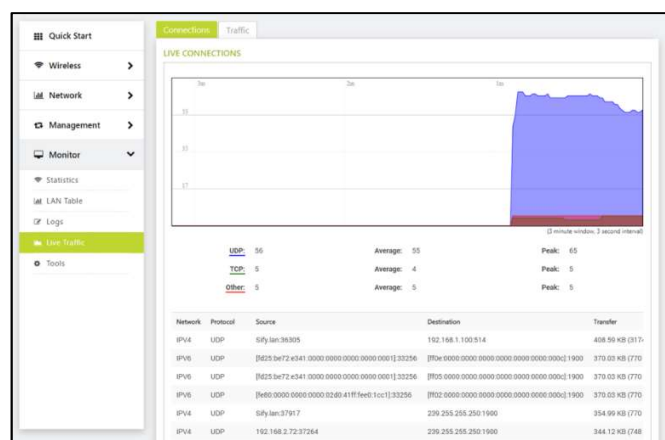 Quick Start
Wireless
Network
Management
Monitor
Statistics
LAN Table
Logs
Live Traffic
Tools
Connections Traffic
LIVE CONNECTIONS
3m 2m 1m
(3 minute window, 3 second interval)
UDP: 56 Average: 55 Peak: 65
TCP: 5 Average: 4 Peak: 5
Other: 5 Average: 5 Peak: 5
Network Protocol Source Destination Transfer
IPV4 UDP Sify.lan:36305 192.168.1.100:514 408.59 KB (317
IPV6 UDP [fd25:be72:e341:0000:0000:0000:0000:0001]:33256 [ff0e:0000:0000:0000:0000:0000:0000:000c]:1900 370.03 KB (770
IPV6 UDP [fd25:be72:e341:0000:0000:0000:0000:0001]:33256 [ff05:0000:0000:0000:0000:0000:0000:000c]:1900 370.03 KB (770
IPV6 UDP [fe80:0000:0000:0000:02d0:41ff:fee0:1cc1]:33256 [ff02:0000:0000:0000:0000:0000:0000:000c]:1900 370.03 KB (770
IPV4 UDP Sify.lan:37917 239.255.255.250:1900 354.99 KB (770
IPV4 UDP 192.168.2.72:37264 239.255.255.250:1900 344.12 KB (748